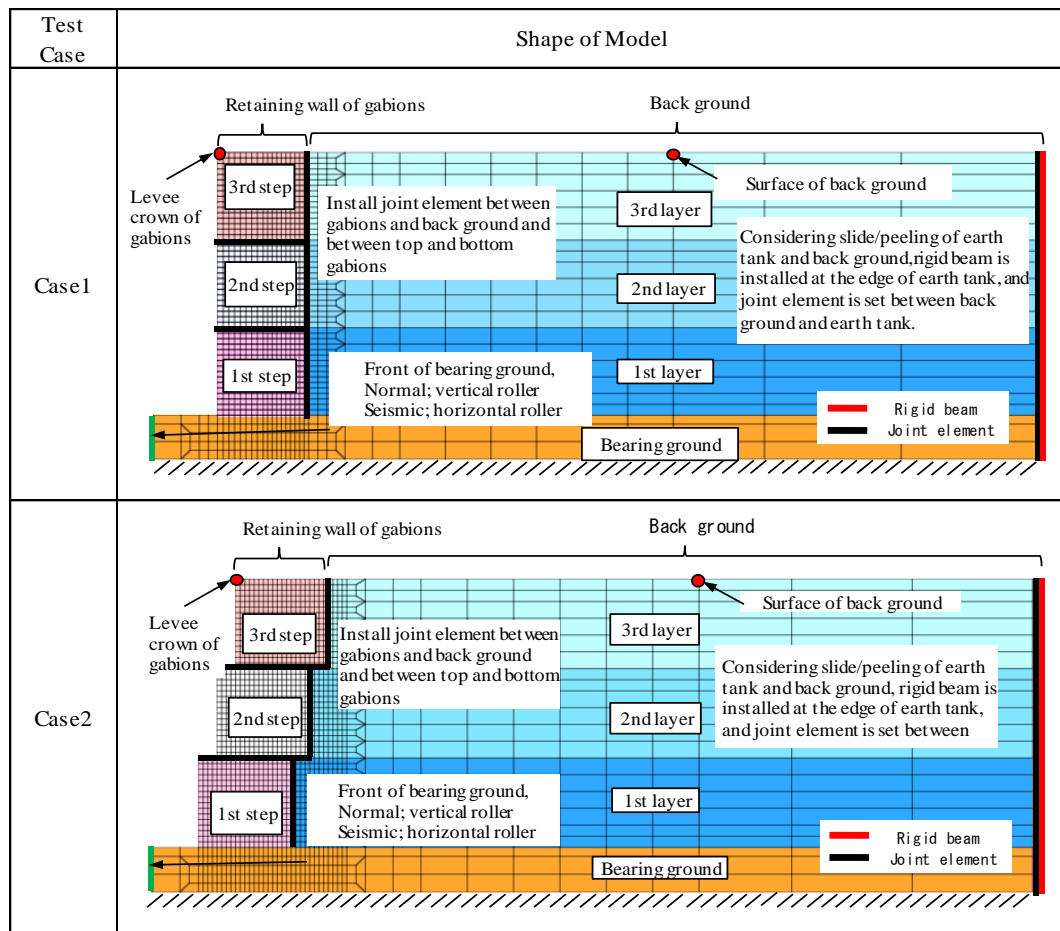 Test
Case
Shape of Model
Case1
Retaining wall of gabions
Back ground
Levee
crown of
gabions
3rd step
2nd step
1st step
Install joint element between
gabions and back ground and
between top and bottom
gabions
Surface of back ground
3rd layer
2nd layer
1st layer
Considering slide/peeling of earth
tank and back ground,rigid beam is
installed at the edge of earth tank, and
joint element is set between back
ground and earth tank.
Front of bearing ground,
Normal; vertical roller
Seismic; horizontal roller
Rigid beam
Joint element
Bearing ground
Case2
Retaining wall of gabions
Back ground
Levee
crown of
gabions
3rd step
2nd step
1st step
Install joint element between
gabions and back ground
and between top and bottom
gabions
Surface of back ground
3rd layer
2nd layer
1st layer
Considering slide/peeling of earth
tank and back ground, rigid beam is
installed at the edge of earth tank,
and joint element is set between
Front of bearing ground,
Normal; vertical roller
Seismic; horizontal roller
Rigid beam
Joint element
Bearing ground